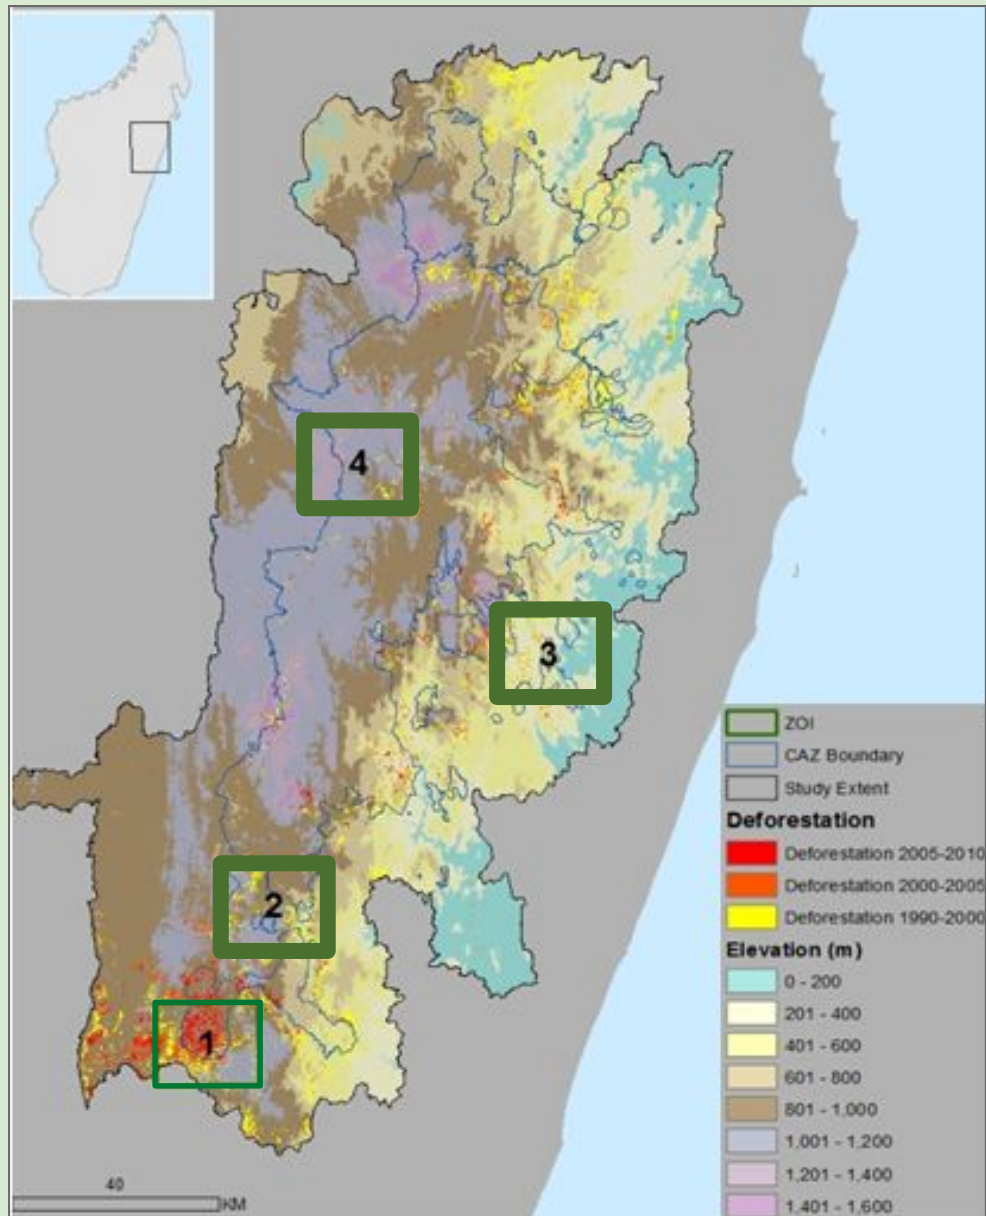 4
3
2
1
40
KM
ZOI
CAZ Boundary
Study Extent
Deforestation
Deforestation 2005-2010
Deforestation 2000-2005
Deforestation 1990-2000
Elevation (m)
0 - 200
201 - 400
401 - 600
601 - 800
801 - 1,000
1,001 - 1,200
1,201 - 1,400
1,401 - 1,600